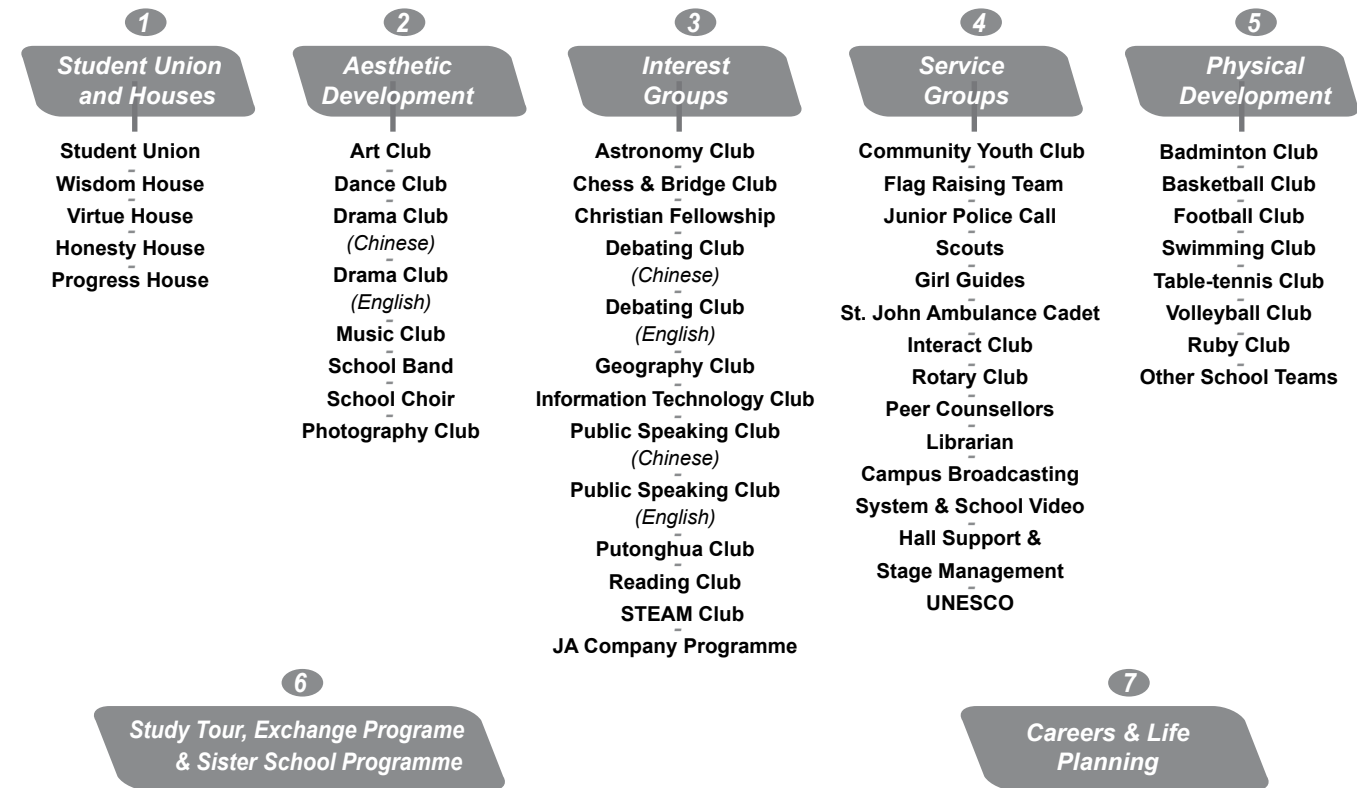 1
Student Union
and Houses
Student Union
-
Wisdom House
-
Virtue House
-
Honesty House
-
Progress House
2
Aesthetic
Development
Art Club
-
Dance Club
-
Drama Club
(Chinese)
-
Drama Club
(English)
-
Music Club
-
School Band
-
School Choir
-
Photography Club
3
Interest
Groups
Astronomy Club
-
Chess & Bridge Club
-
Christian Fellowship
-
Debating Club
(Chinese)
-
Debating Club
(English)
-
Geography Club
-
Information Technology Club
-
Public Speaking Club
(Chinese)
-
Public Speaking Club
(English)
-
Putonghua Club
-
Reading Club
-
STEAM Club
-
JA Company Programme
4
Service
Groups
Community Youth Club
-
Flag Raising Team
-
Junior Police Call
-
Scouts
-
Girl Guides
-
St. John Ambulance Cadet
-
Interact Club
-
Rotary Club
-
Peer Counsellors
-
Librarian
-
Campus Broadcasting
-
System & School Video
-
Hall Support &
Stage Management
-
UNESCO
5
Physical
Development
Badminton Club
-
Basketball Club
-
Football Club
-
Swimming Club
-
Table-tennis Club
-
Volleyball Club
-
Ruby Club
-
Other School Teams
6
Study Tour, Exchange Programe
& Sister School Programme
7
Careers & Life
Planning